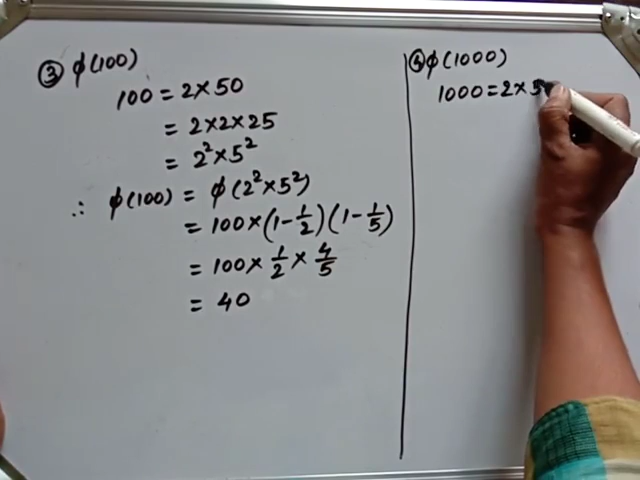 ③ ϕ(100)
100 = 2 × 50
= 2 × 2 × 25
= 2² × 5²
∴ ϕ(100) = ϕ(2² × 5²)
= 100 × (1 - 1/2) (1 - 1/5)
= 100 × 1/2 × 4/5
= 40
④ ϕ(1000)
1000 = 2 × 5